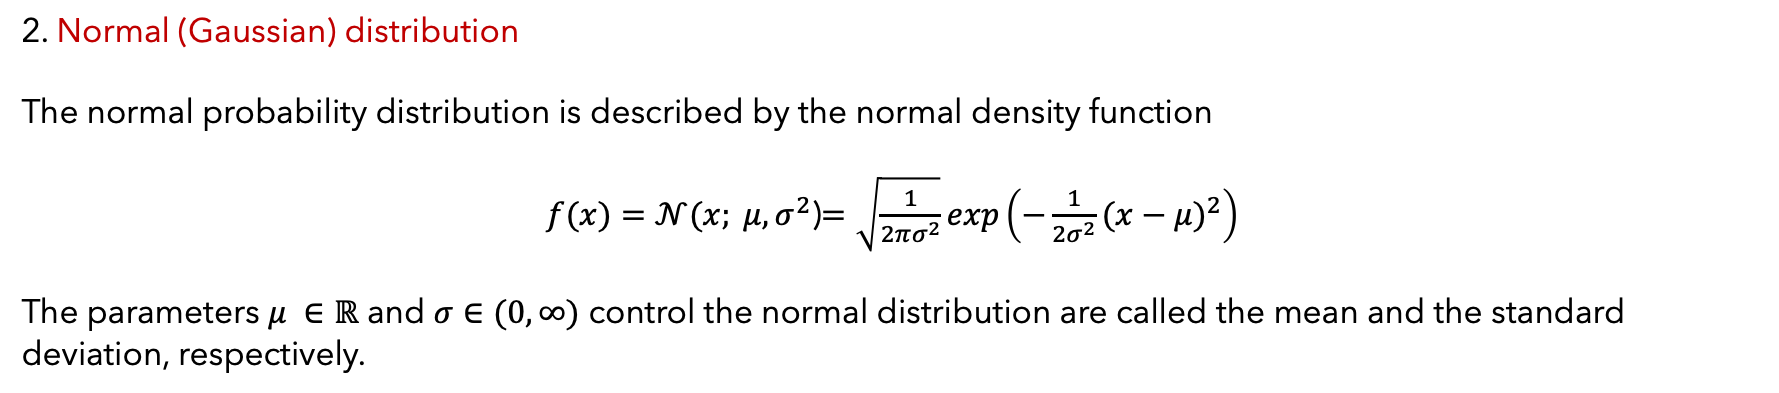 2. Normal (Gaussian) distribution
The normal probability distribution is described by the normal density function
f(x) = 𝒩(x; μ, σ²)= √(1/(2πσ²)) exp(−1/(2σ²) (x − μ)²)
The parameters μ ∈ ℝ and σ ∈ (0, ∞) control the normal distribution are called the mean and the standard
deviation, respectively.